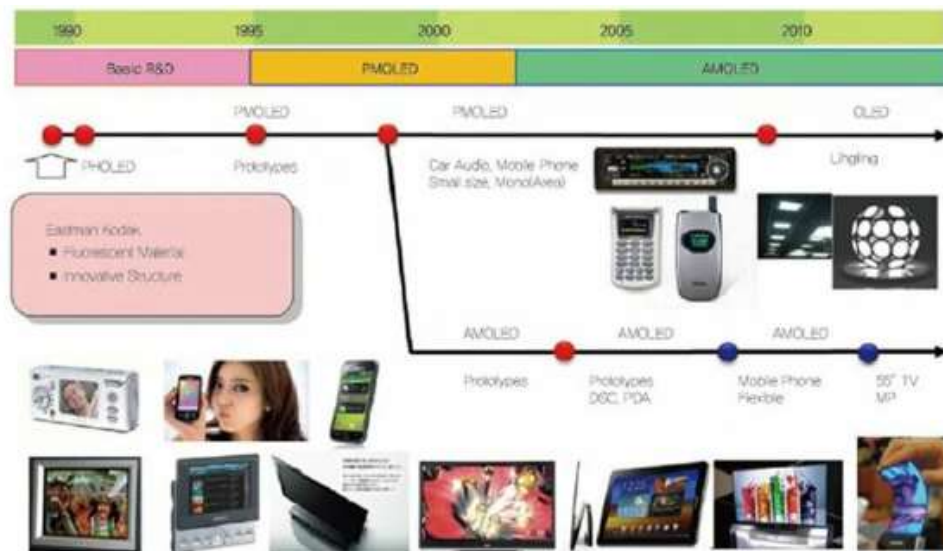 1990 1995 2000 2005 2010
Basic R&D PMOLED AMOLED
PMOLED PMOLED OLED
PHOLED Prototypes Car Audio, Mobile Phone Lihgling
Small size, Mono(Area)
Eastman Kodak
▪ Fluorescent Material
▪ Innovative Structure
AMOLED AMOLED AMOLED
Prototypes Prototypes Mobile Phone 55" TV
DSC, PDA Flexible MP